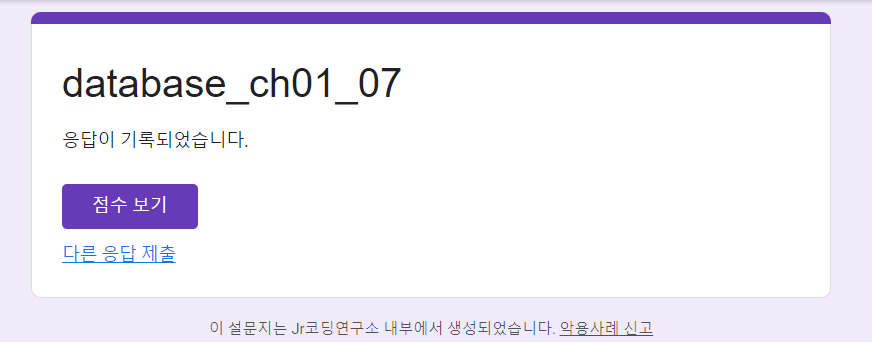 database_ch01_07
응답이 기록되었습니다.
점수 보기
다른 응답 제출
이 설문지는 Jr코딩연구소 내부에서 생성되었습니다. 악용사례 신고